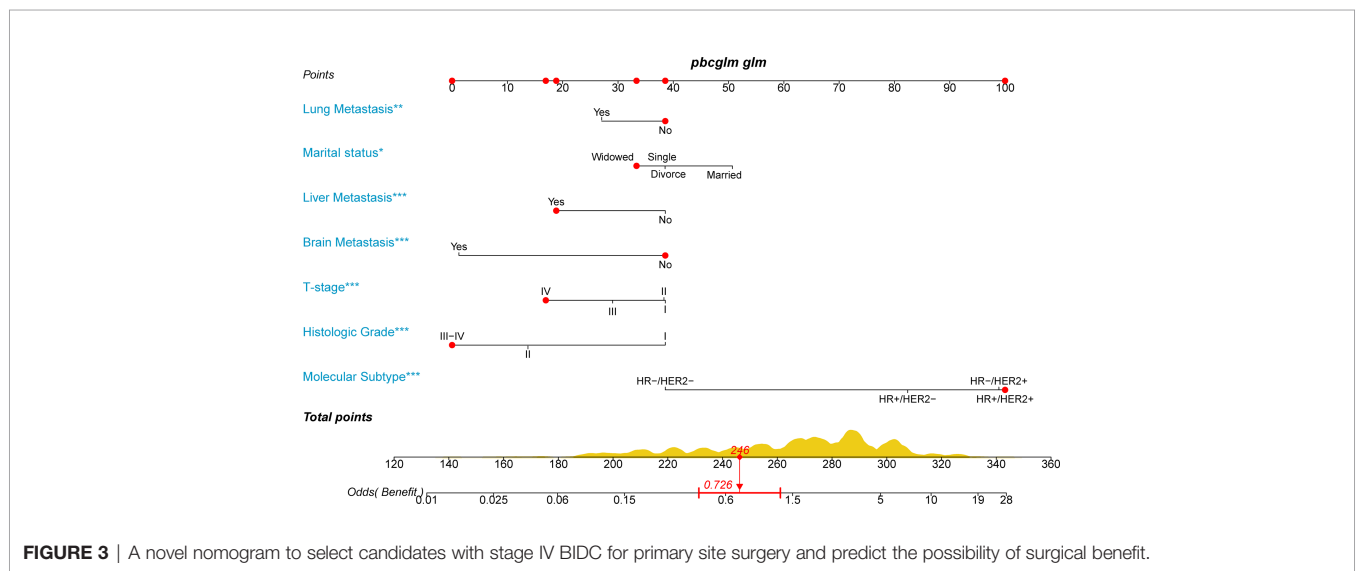 pbcglm glm
Points
0 10 20 30 40 50 60 70 80 90 100
Lung Metastasis**
Yes
No
Marital status*
Widowed Single
Divorce Married
Liver Metastasis***
Yes
No
Brain Metastasis***
Yes
No
T-stage***
IV II
III I
Histologic Grade***
III−IV I
II
Molecular Subtype***
HR−/HER2− HR−/HER2+
HR+/HER2− HR+/HER2+
Total points
246
120 140 160 180 200 220 240 260 280 300 320 340 360
0.726
Odds( Benefit )
0.01 0.025 0.06 0.15 0.6 1.5 5 10 19 28
FIGURE 3 | A novel nomogram to select candidates with stage IV BIDC for primary site surgery and predict the possibility of surgical benefit.